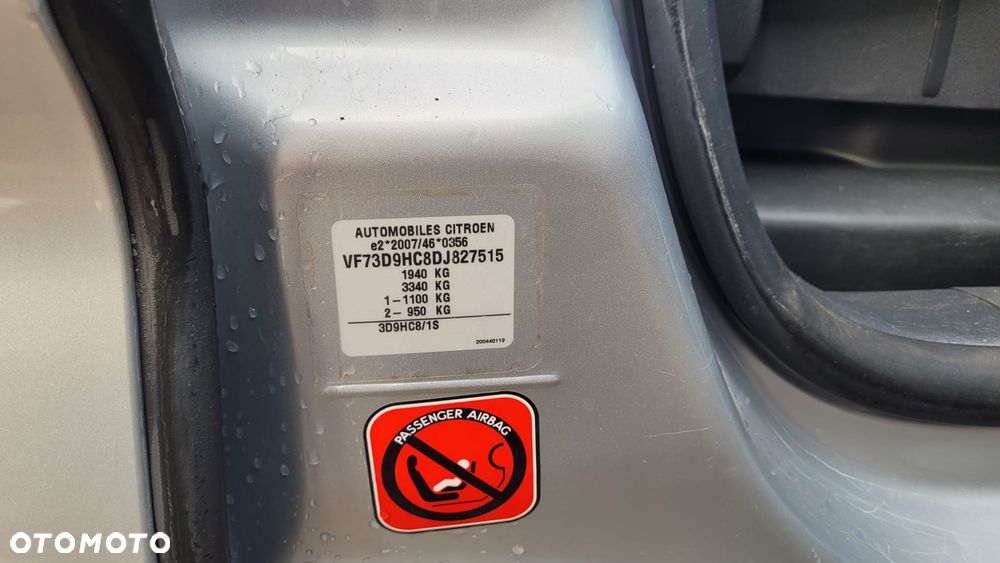 AUTOMOBILES CITROEN
e2*2007/46*0356
VF73D9HC8DJ827515
1940 KG
3340 KG
1-1100 KG
2- 950 KG
3D9HC8/1S
200440119
PASSENGER AIRBAG
OTOMOTO